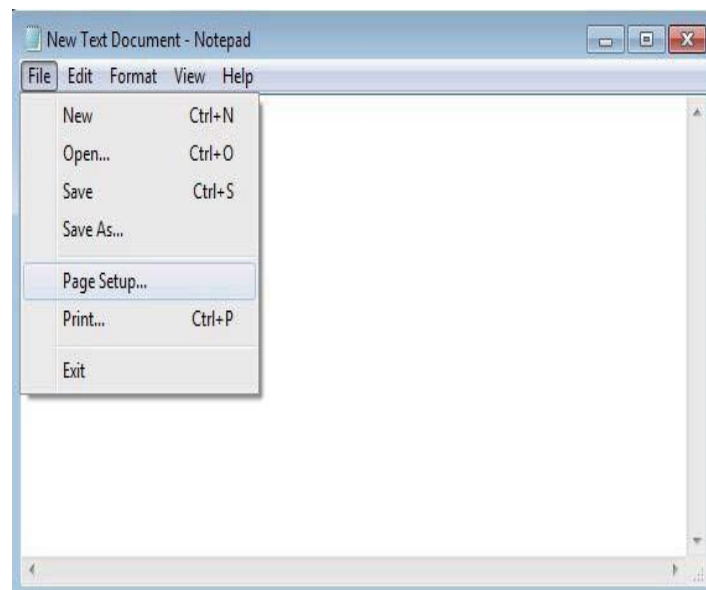 New Text Document - Notepad
File Edit Format View Help
New Ctrl+N
Open... Ctrl+O
Save Ctrl+S
Save As...
Page Setup...
Print... Ctrl+P
Exit